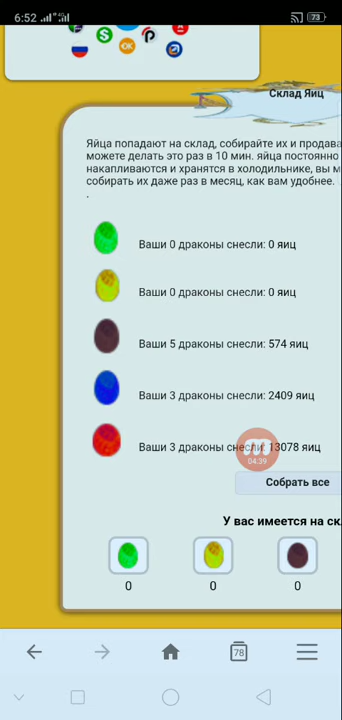 6:52
73
Склад Яиц
Яйца попадают на склад, собирайте их и продава
можете делать это раз в 10 мин. яйца постоянно
накапливаются и хранятся в холодильнике, вы м
собирать их даже раз в месяц, как вам удобнее.
.
Ваши 0 драконы снесли: 0 яиц
Ваши 0 драконы снесли: 0 яиц
Ваши 5 драконы снесли: 574 яиц
Ваши 3 драконы снесли: 2409 яиц
Ваши 3 драконы снесли: 13078 яиц
04:39
Собрать все
У вас имеется на ск
0 0 0
78